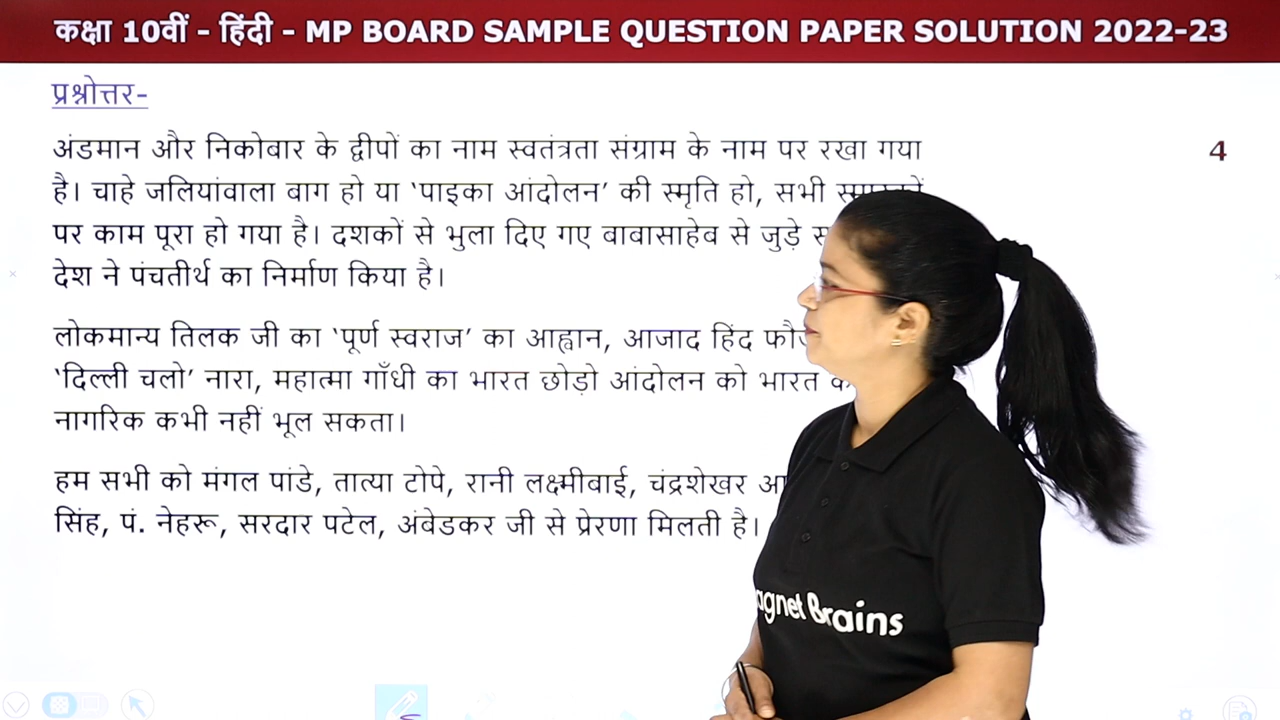 कक्षा 10वीं - हिंदी - MP BOARD SAMPLE QUESTION PAPER SOLUTION 2022-23
प्रश्नोत्तर-
अंडमान और निकोबार के द्वीपों का नाम स्वतंत्रता संग्राम के नाम पर रखा गया
4
है। चाहे जलियांवाला बाग हो या ‘पाइका आंदोलन’ की स्मृति हो, सभी
पर काम पूरा हो गया है। दशकों से भुला दिए गए बाबासाहेब से जुड़े
देश ने पंचतीर्थ का निर्माण किया है।
लोकमान्य तिलक जी का ‘पूर्ण स्वराज’ का आह्वान, आजाद हिंद
‘दिल्ली चलो’ नारा, महात्मा गाँधी का भारत छोड़ो आंदोलन को भारत
नागरिक कभी नहीं भूल सकता।
हम सभी को मंगल पांडे, तात्या टोपे, रानी लक्ष्मीबाई, चंद्रशेखर
सिंह, पं. नेहरू, सरदार पटेल, अंबेडकर जी से प्रेरणा मिलती है।
Brains